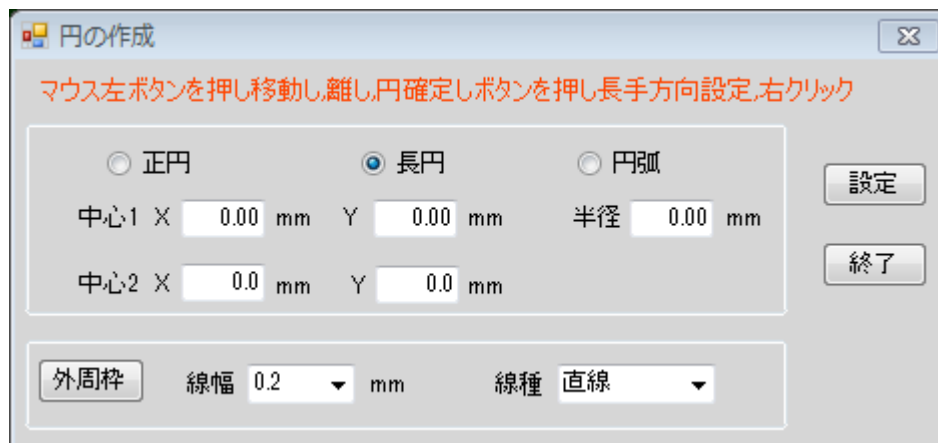 円の作成
マウス左ボタンを押し移動し,離し,円確定しボタンを押し長手方向設定,右クリック
正円 長円 円弧
設定
中心1 X 0.00 mm Y 0.00 mm 半径 0.00 mm
終了
中心2 X 0.0 mm Y 0.0 mm
外周枠 線幅 0.2 mm 線種 直線